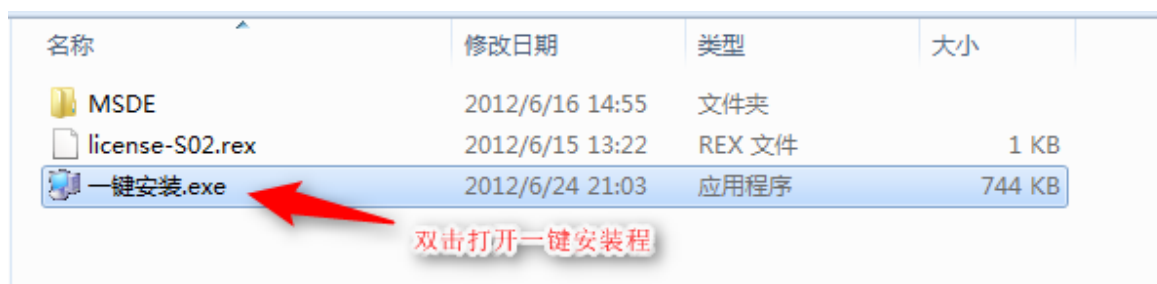 名称 修改日期 类型 大小
MSDE 2012/6/16 14:55 文件夹
license-S02.rex 2012/6/15 13:22 REX 文件 1 KB
一键安装.exe 2012/6/24 21:03 应用程序 744 KB
双击打开一键安装程